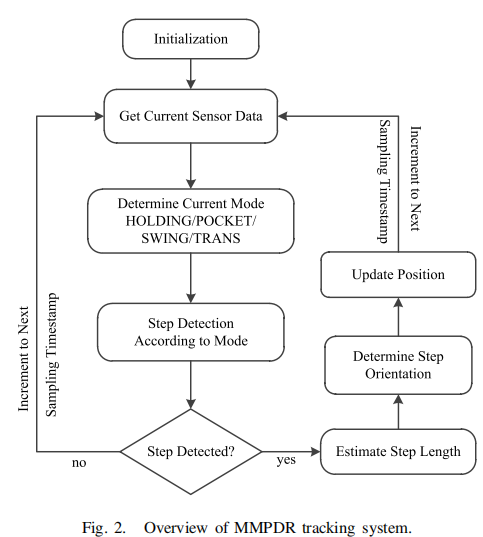 Initialization
Get Current Sensor Data
Determine Current Mode
HOLDING/POCKET/
SWING/TRANS
Step Detection
According to Mode
Step Detected?
no
yes
Increment to Next
Sampling Timestamp
Estimate Step Length
Determine Step
Orientation
Update Position
Increment to Next
Sampling Timestamp
Fig. 2. Overview of MMPDR tracking system.